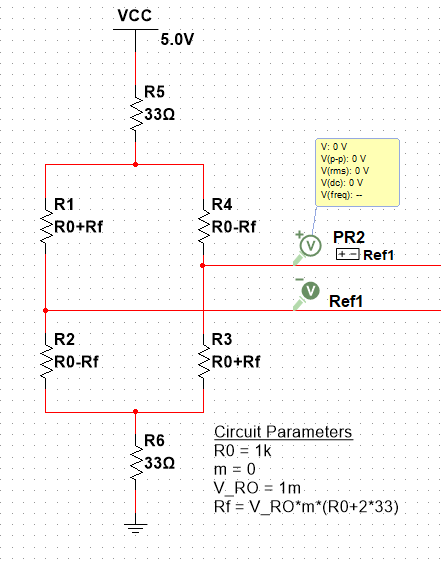 VCC
5.0V
R5
33Ω
V: 0 V
V(p-p): 0 V
V(rms): 0 V
V(dc): 0 V
V(freq): --
R1
R0+Rf
R4
R0-Rf
+
V
PR2
+ - Ref1
-
V
Ref1
R2
R0-Rf
R3
R0+Rf
R6
33Ω
Circuit Parameters
R0 = 1k
m = 0
V_RO = 1m
Rf = V_RO*m*(R0+2*33)